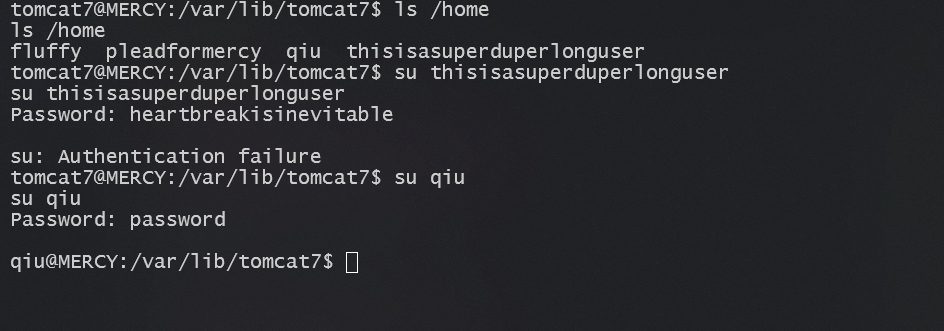 tomcat7@MERCY:/var/lib/tomcat7$ ls /home
ls /home
fluffy  pleadformercy  qiu  thisisasuperduperlonguser
tomcat7@MERCY:/var/lib/tomcat7$ su thisisasuperduperlonguser
su thisisasuperduperlonguser
Password: heartbreakisinevitable
su: Authentication failure
tomcat7@MERCY:/var/lib/tomcat7$ su qiu
su qiu
Password: password
qiu@MERCY:/var/lib/tomcat7$